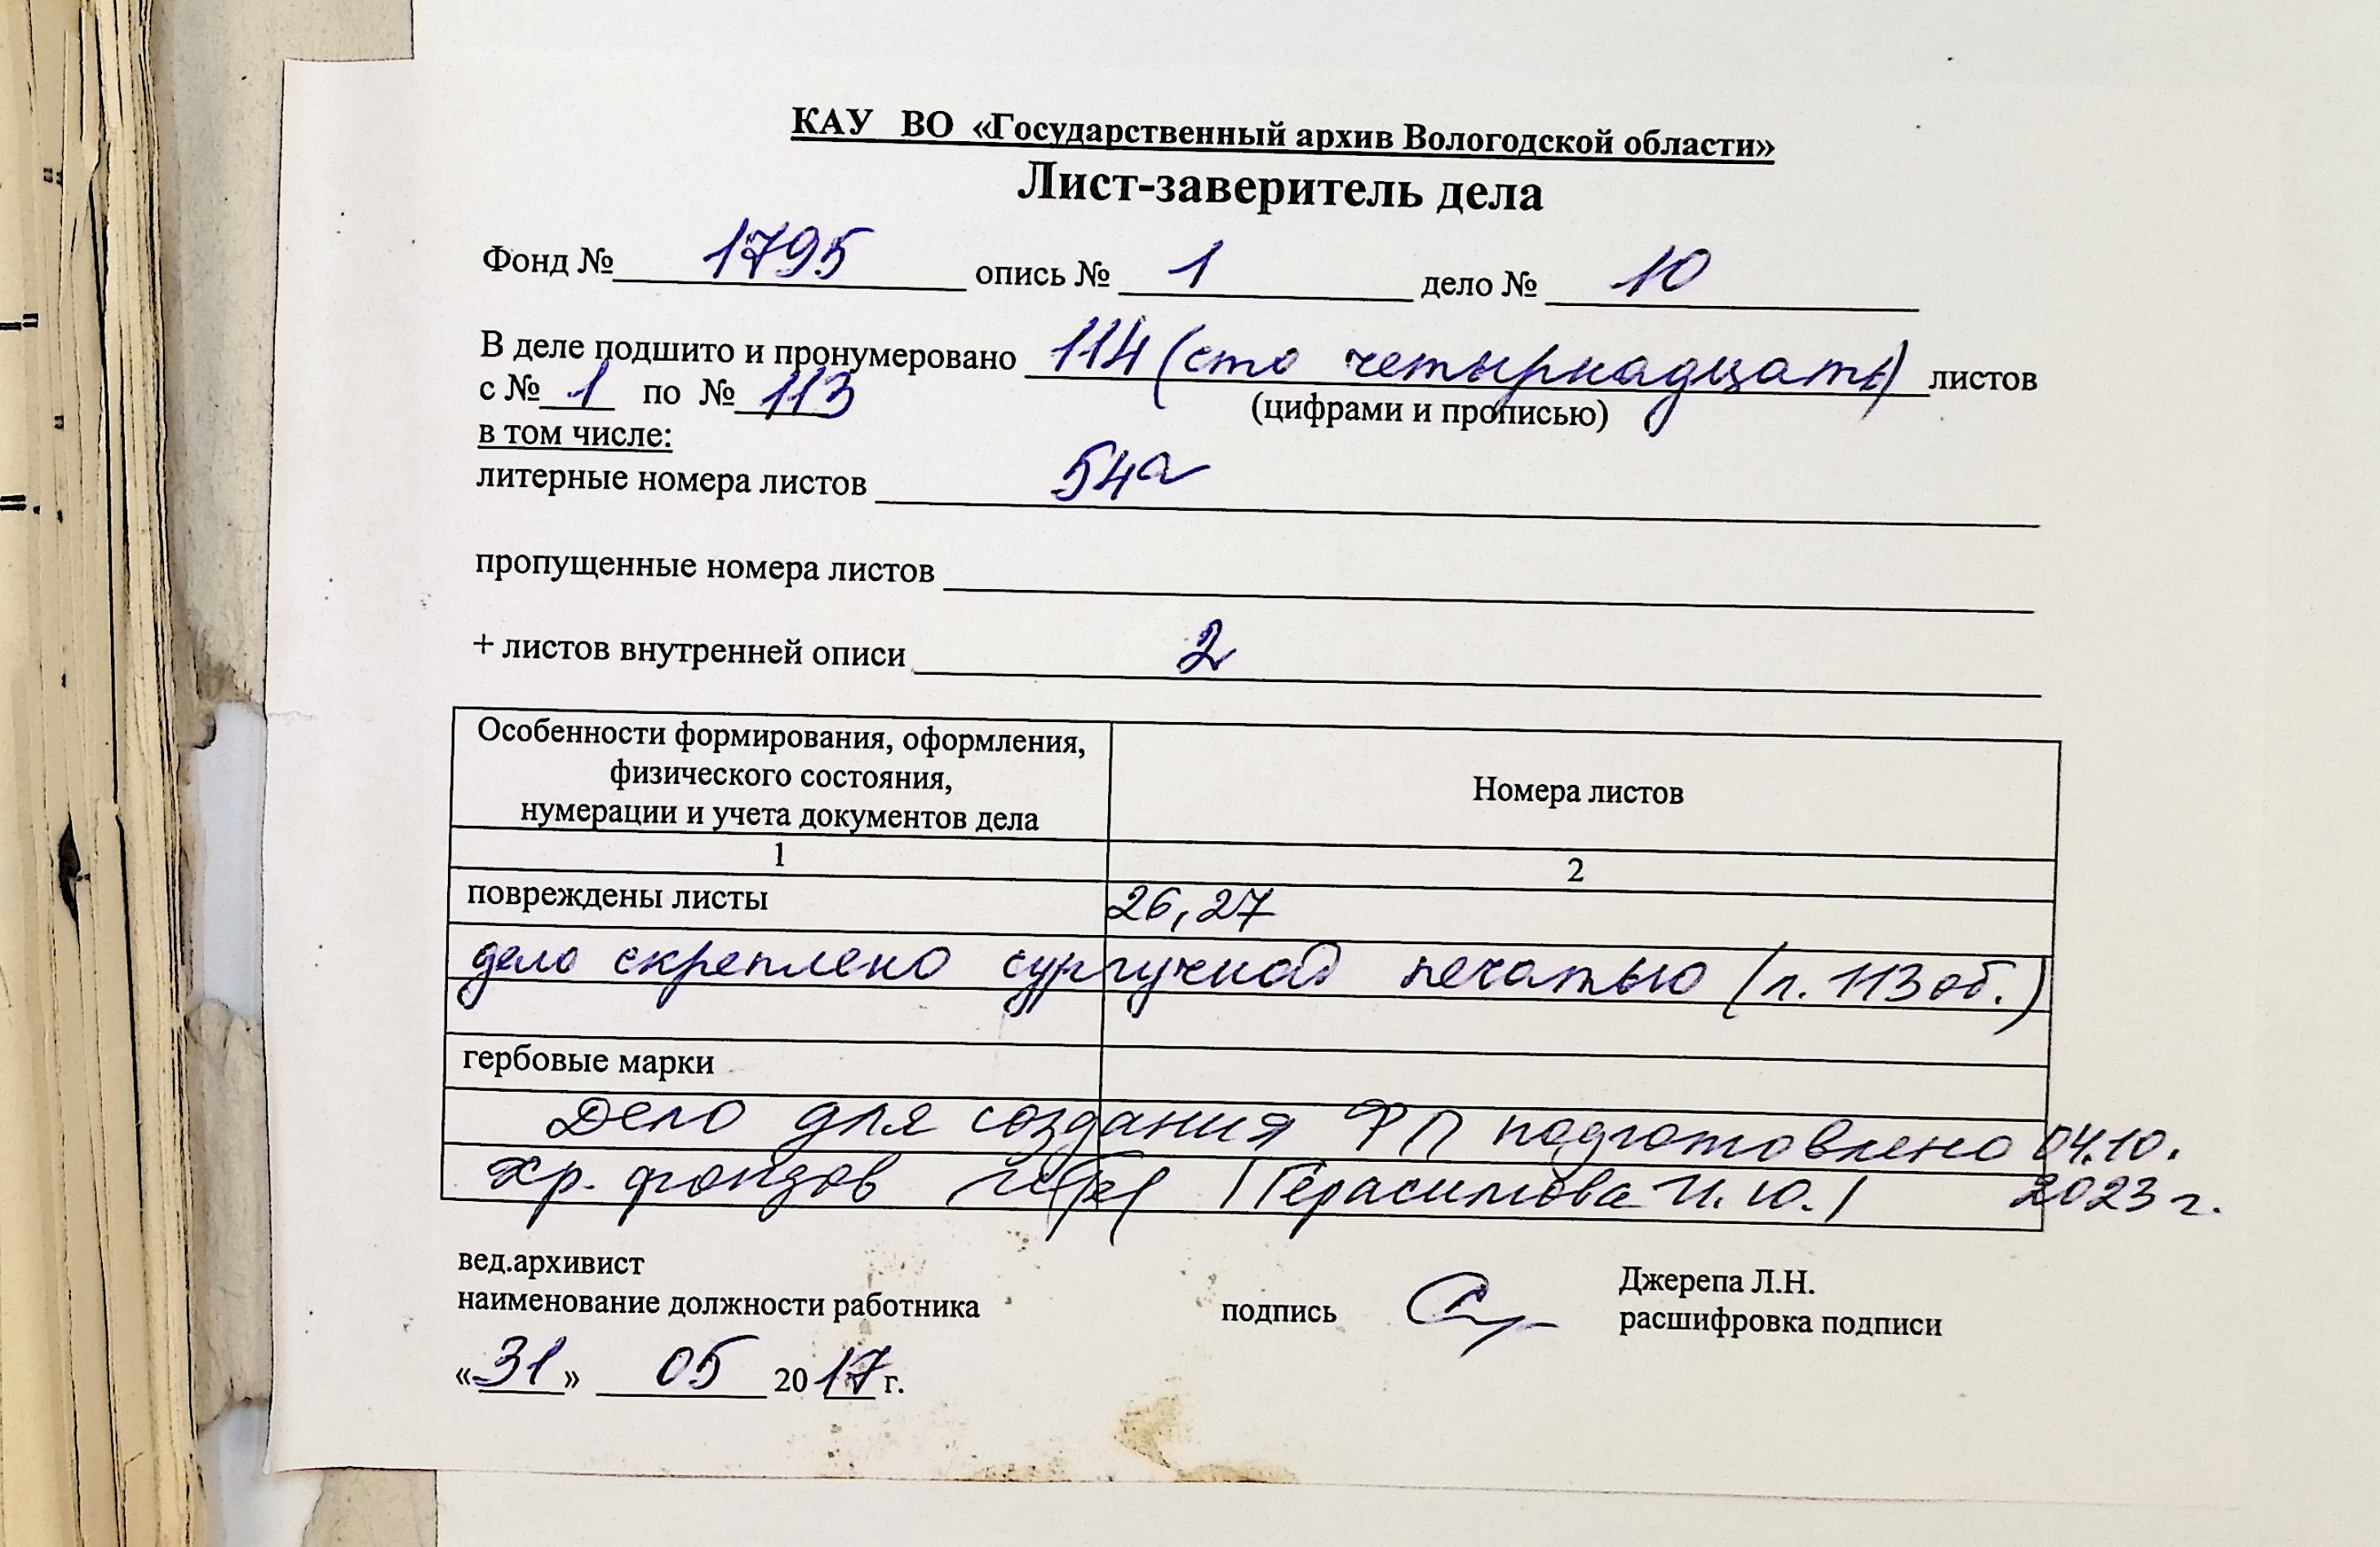 КАУ ВО «Государственный архив Вологодской области»
Лист-заверитель дела
Фонд № 1795 опись № 1 дело № 10
В деле подшито и пронумеровано 114 (сто четырнадцать) листов
с № 1 по № 113 (цифрами и прописью)
в том числе:
литерные номера листов 54а
пропущенные номера листов
+ листов внутренней описи 2
Особенности формирования, оформления,
физического состояния,
нумерации и учета документов дела
Номера листов
1 2
повреждены листы 26, 27
дело скреплено сургучной печатью (л. 113 об.)
гербовые марки
Дело для создания ФП подготовлено 04.10.
хр. фондов /Герасимова И. Ю./ 2023 г.
вед.архивист Джерепа Л.Н.
наименование должности работника подпись расшифровка подписи
«31» 05 2017 г.